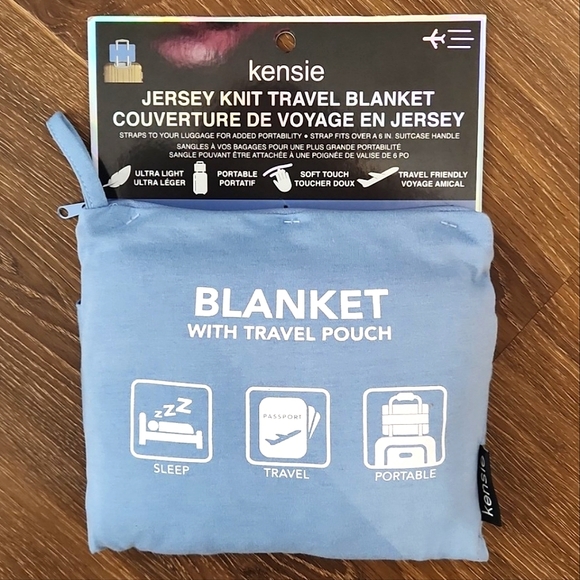 kensie
JERSEY KNIT TRAVEL BLANKET
COUVERTURE DE VOYAGE EN JERSEY
STRAPS TO YOUR LUGGAGE FOR ADDED PORTABILITY • STRAP FITS OVER A 6 IN. SUITCASE HANDLE
SANGLES À VOS BAGAGES POUR UNE PLUS GRANDE PORTABILITÉ
SANGLE POUVANT ÊTRE ATTACHÉE À UNE POIGNÉE DE VALISE DE 6 PO
ULTRA LIGHT
ULTRA LÉGER
PORTABLE
PORTATIF
SOFT TOUCH
TOUCHER DOUX
TRAVEL FRIENDLY
VOYAGE AMICAL
BLANKET
WITH TRAVEL POUCH
zZZ
PASSPORT
SLEEP
TRAVEL
PORTABLE
kensie